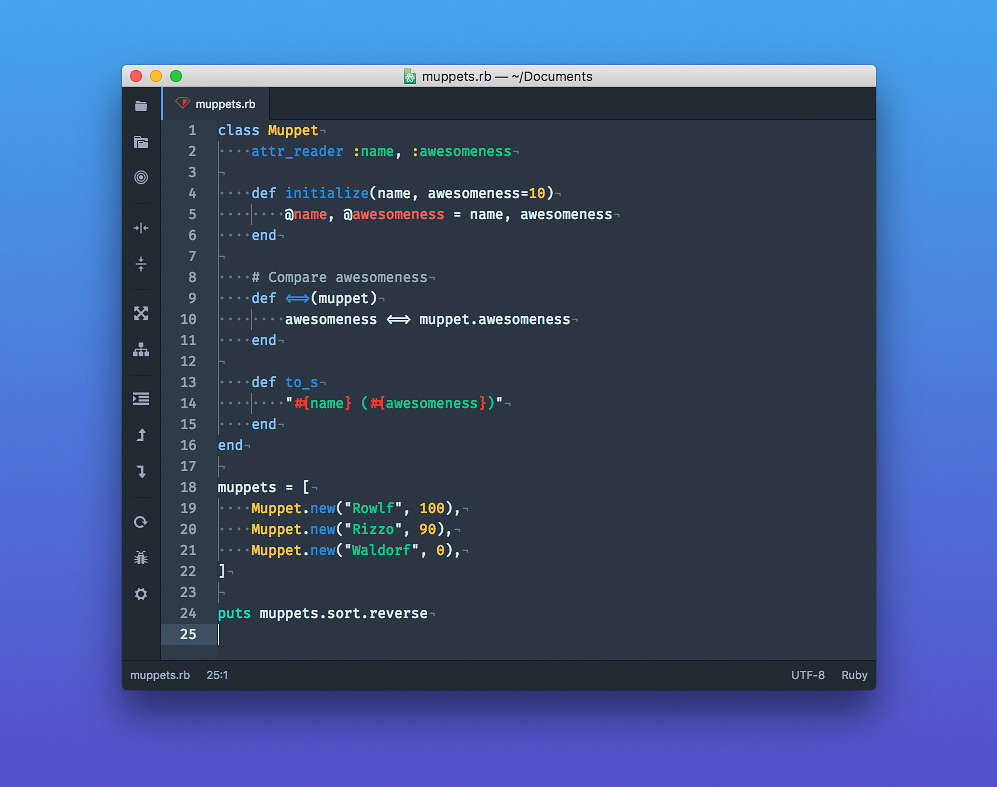 muppets.rb — ~/Documents
muppets.rb
1 class Muppet¬
2 ····attr_reader :name, :awesomeness¬
3 ¬
4 ····def initialize(name, awesomeness=10)¬
5 ········@name, @awesomeness = name, awesomeness¬
6 ····end¬
7 ¬
8 ····# Compare awesomeness¬
9 ····def <=>(muppet)¬
10 ········awesomeness <=> muppet.awesomeness¬
11 ····end¬
12 ¬
13 ····def to_s¬
14 ········"#{name} (#{awesomeness})"¬
15 ····end¬
16 end¬
17 ¬
18 muppets = [¬
19 ····Muppet.new("Rowlf", 100),¬
20 ····Muppet.new("Rizzo", 90),¬
21 ····Muppet.new("Waldorf", 0),¬
22 ]¬
23 ¬
24 puts muppets.sort.reverse¬
25
muppets.rb 25:1 UTF-8 Ruby